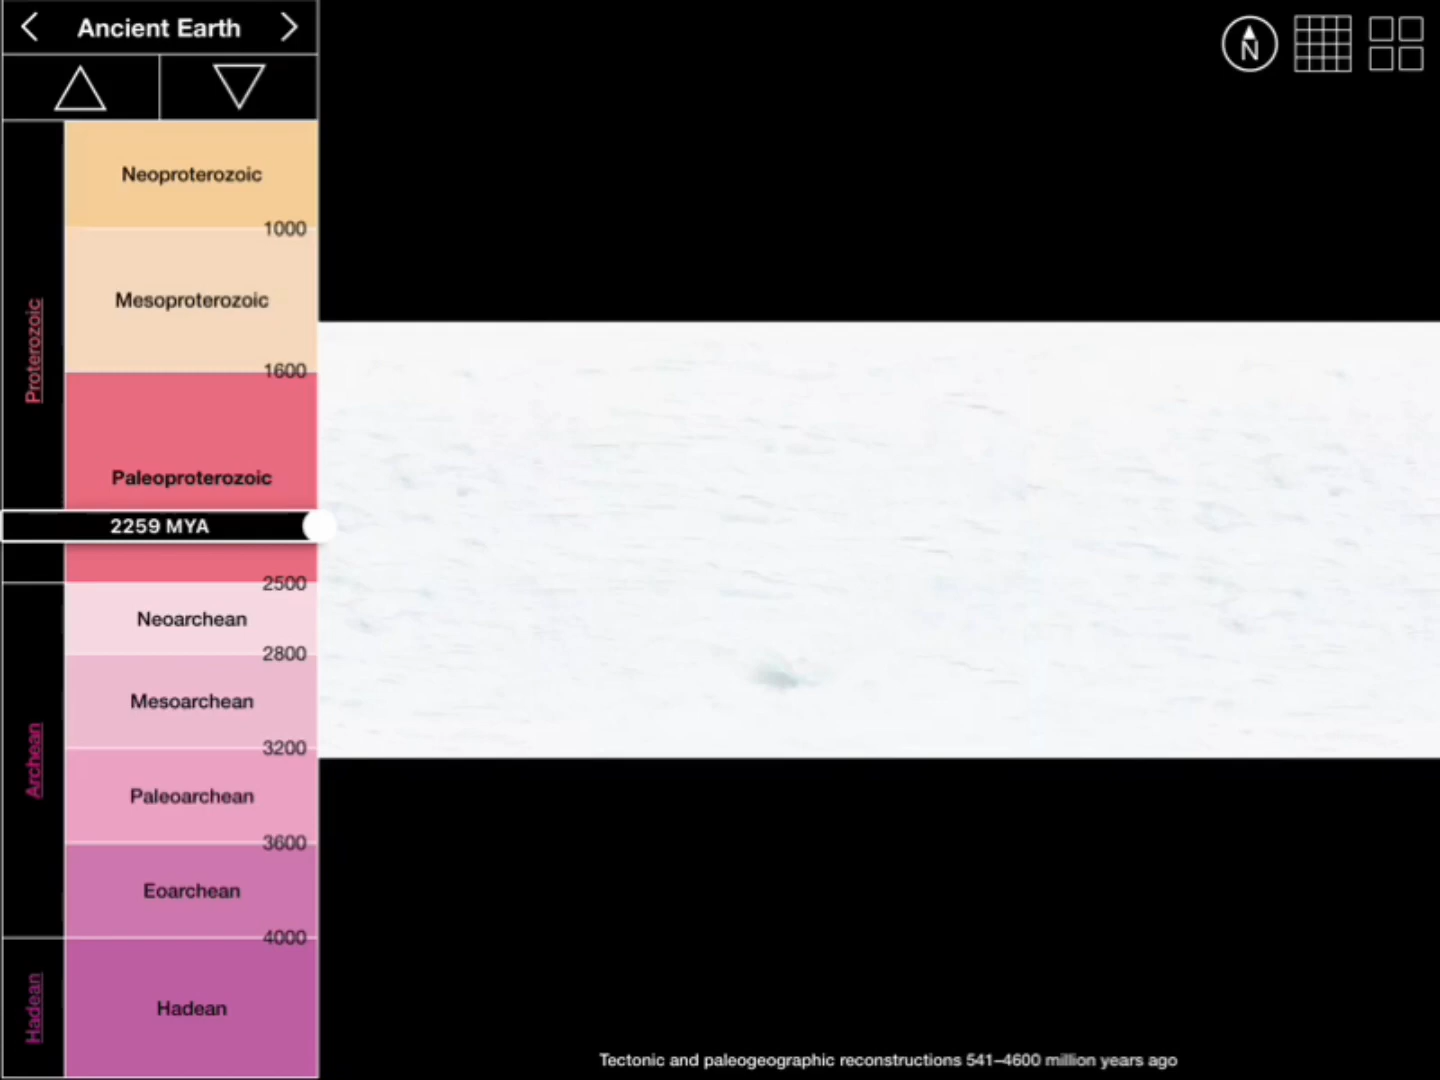 Ancient Earth
N
Neoproterozoic
1000
Mesoproterozoic
1600
Proterozoic
Paleoproterozoic
2259 MYA
2500
Neoarchean
2800
Mesoarchean
3200
Archean
Paleoarchean
3600
Eoarchean
4000
Hadean
Hadean
Tectonic and paleogeographic reconstructions 541–4600 million years ago